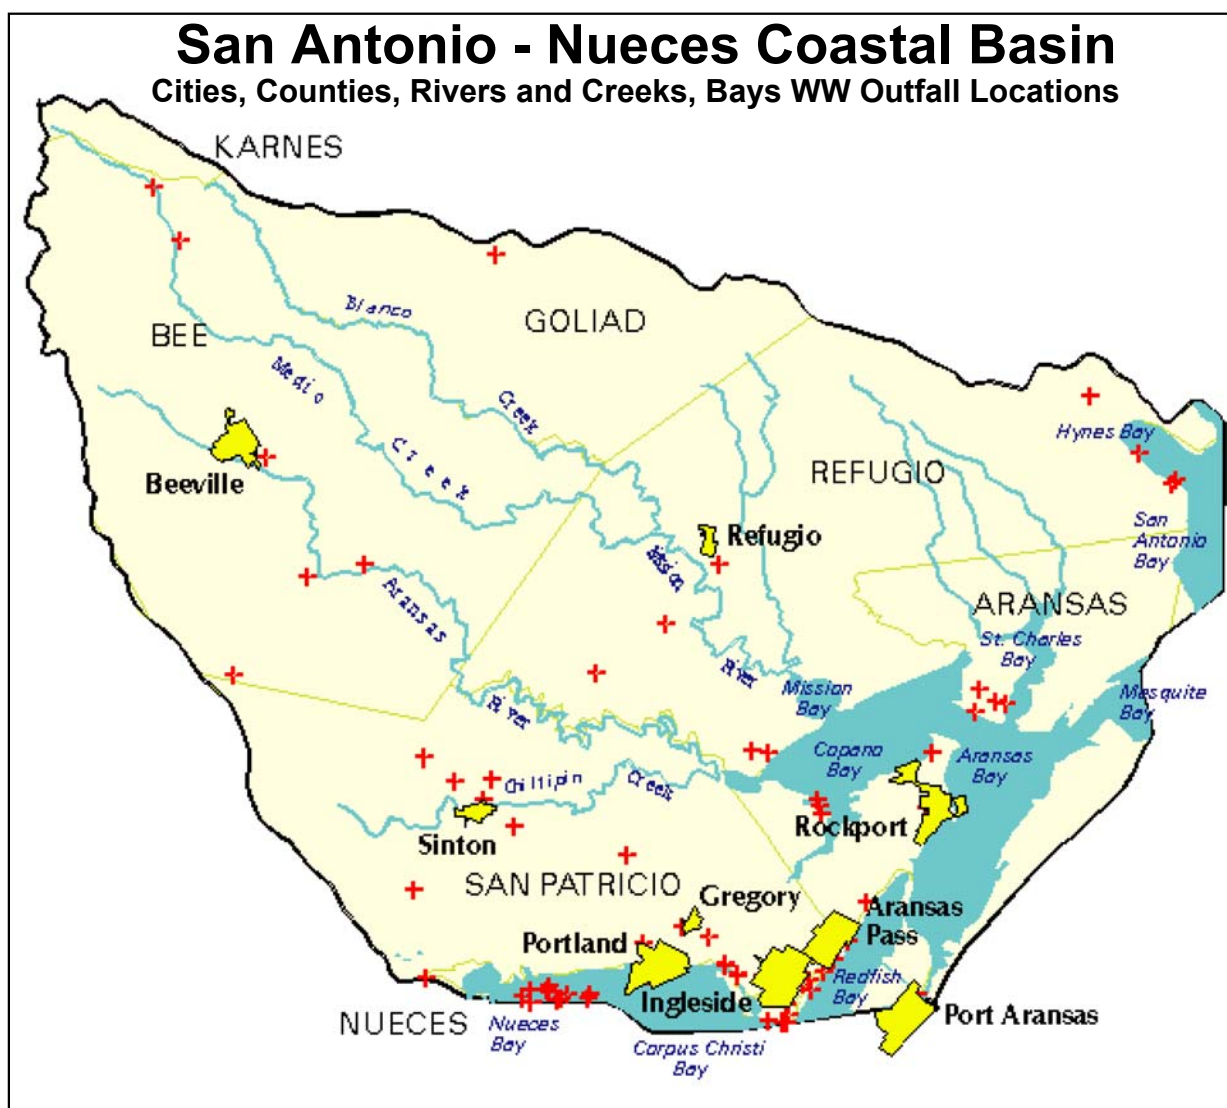 San Antonio - Nueces Coastal Basin
Cities, Counties, Rivers and Creeks, Bays WW Outfall Locations
KARNES
Blanco
GOLIAD
BEE
Medio
Creek
Creek
Hynes Bay
REFUGIO
Beeville
San
Antonio
Bay
Refugio
Mission
Aransas
ARANSAS
St. Charles
Bay
River
Mission
Bay
Mesquite
Bay
River
Copano
Bay
Aransas
Bay
Chiltipin
Creek
Rockport
Sinton
SAN PATRICIO
Gregory
Aransas
Pass
Portland
Redfish
Bay
Ingleside
Port Aransas
NUECES
Nueces
Bay
Corpus Christi
Bay